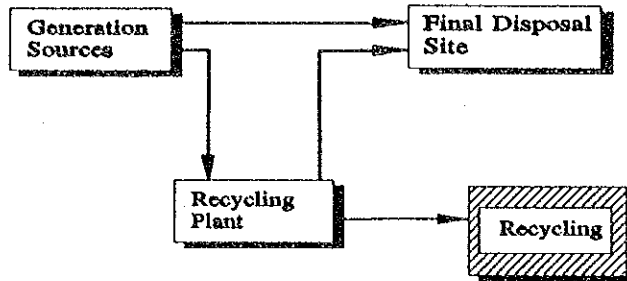 Generation
Sources
Final Disposal
Site
Recycling
Plant
Recycling